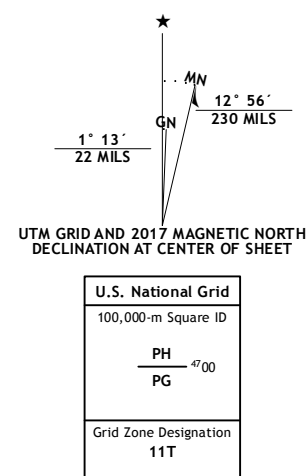 ★
MN
GN
12° 56´
230 MILS
1° 13´
22 MILS
UTM GRID AND 2017 MAGNETIC NORTH
DECLINATION AT CENTER OF SHEET
U.S. National Grid
100,000-m Square ID
PH
4700
PG
Grid Zone Designation
11T